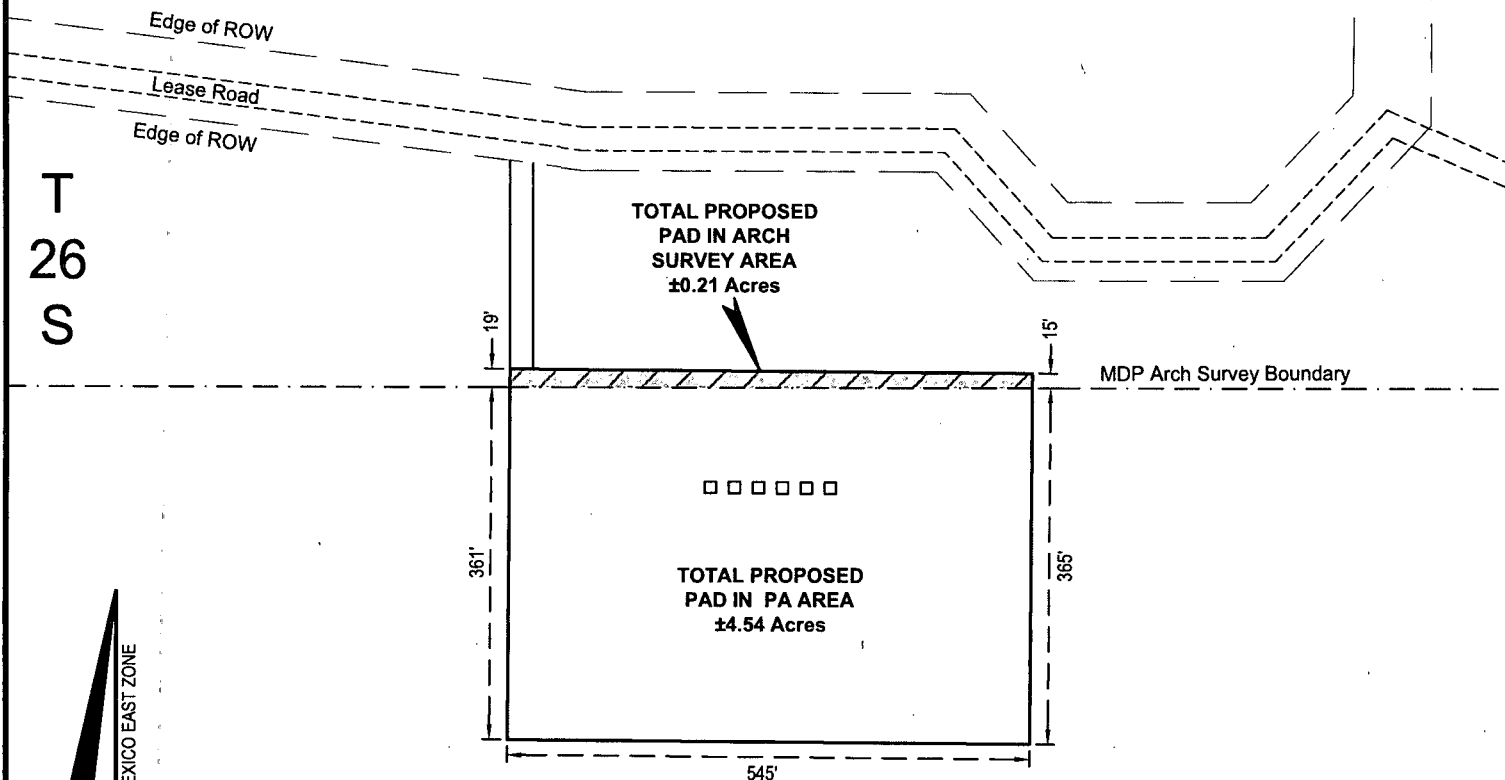 Edge of ROW
Lease Road
Edge of ROW
T
26
S
TOTAL PROPOSED
PAD IN ARCH
SURVEY AREA
±0.21 Acres
19'
15'
MDP Arch Survey Boundary
361'
365'
TOTAL PROPOSED
PAD IN PA AREA
±4.54 Acres
545'
EAST ZONE